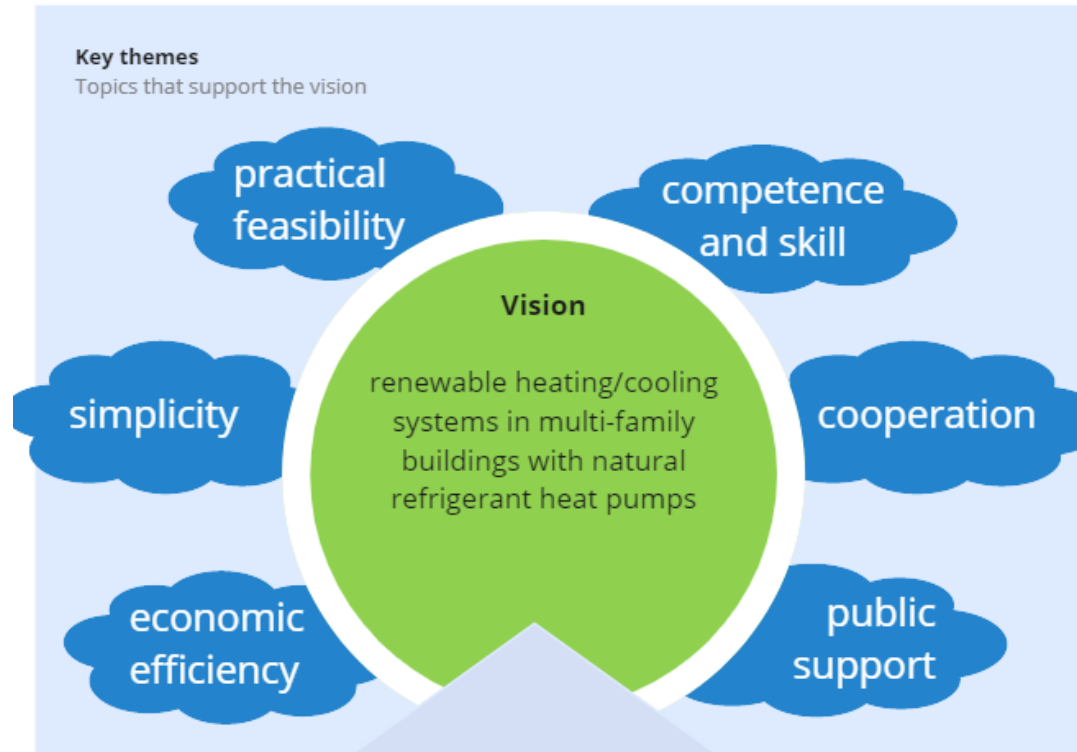 Key themes
Topics that support the vision
practical
feasibility
competence
and skill
Vision
renewable heating/cooling
systems in multi-family
buildings with natural
refrigerant heat pumps
simplicity
cooperation
economic
efficiency
public
support